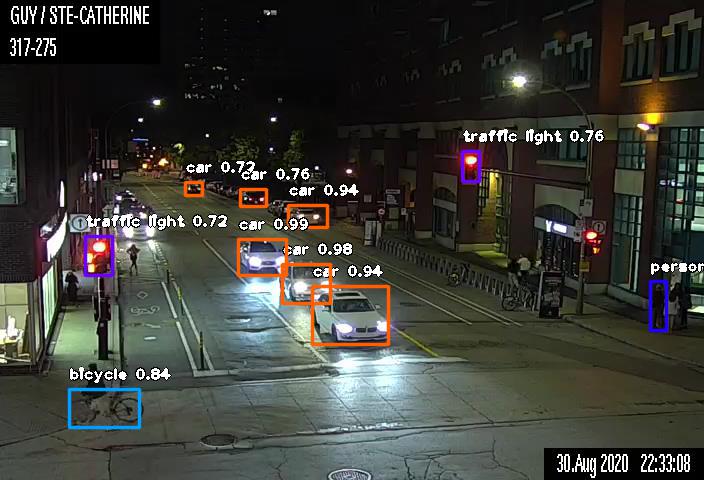 GUY / STE-CATHERINE
317-275
traffic light 0.76
car 0.72
car 0.76
car 0.94
traffic light 0.72
car 0.99
car 0.98
car 0.94
person
bicycle 0.84
30.Aug 2020 22:33:08